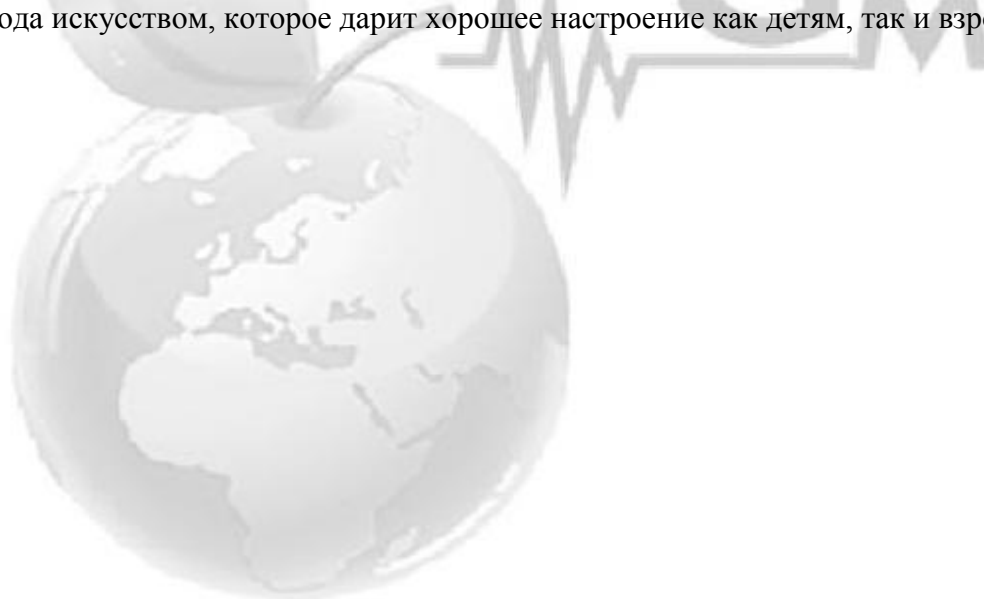 ода искусством, которое дарит хорошее настроение как детям, так и взро